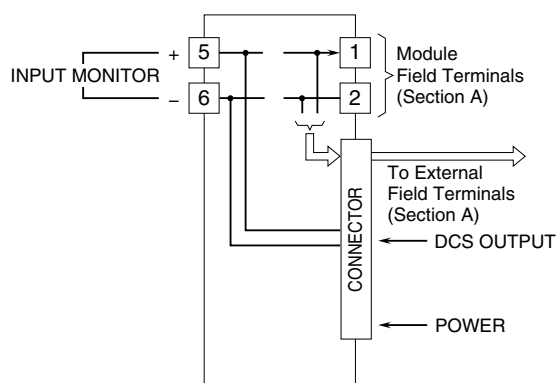 + 5 1
Module
Field Terminals
(Section A)
INPUT MONITOR
− 6 2
To External
Field Terminals
(Section A)
CONNECTOR
DCS OUTPUT
POWER